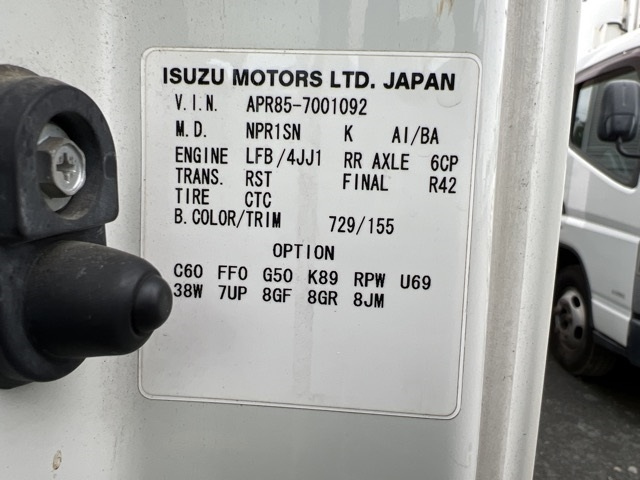 ISUZU MOTORS LTD. JAPAN
V.I.N. APR85-7001092
M.D. NPR1SN K AI/BA
ENGINE LFB/4JJ1 RR AXLE 6CP
TRANS. RST FINAL R42
TIRE CTC
B.COLOR/TRIM 729/155
OPTION
C60 FF0 G50 K89 RPW U69
38W 7UP 8GF 8GR 8JM